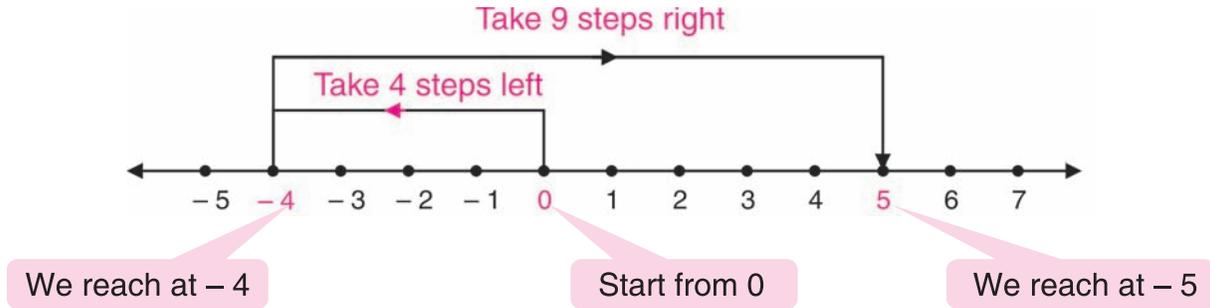 Take 9 steps right
Take 4 steps left
– 5 – 4 – 3 – 2 – 1 0 1 2 3 4 5 6 7
We reach at – 4 Start from 0 We reach at – 5